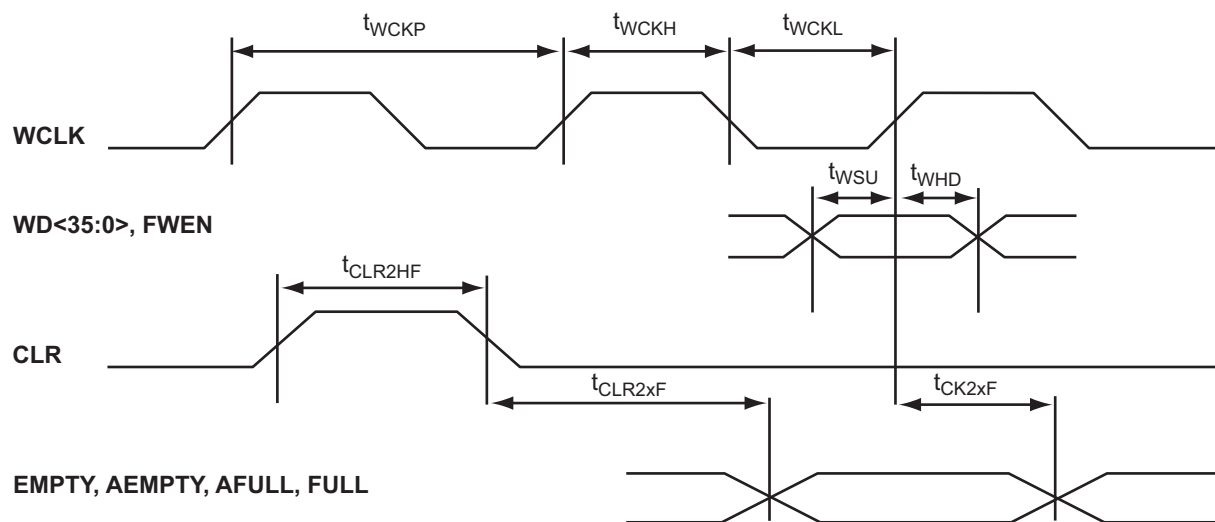 tWCKP
tWCKH
tWCKL
WCLK
tWSU
tWHD
WD<35:0>, FWEN
tCLR2HF
CLR
tCLR2xF
tCK2xF
EMPTY, AEMPTY, AFULL, FULL